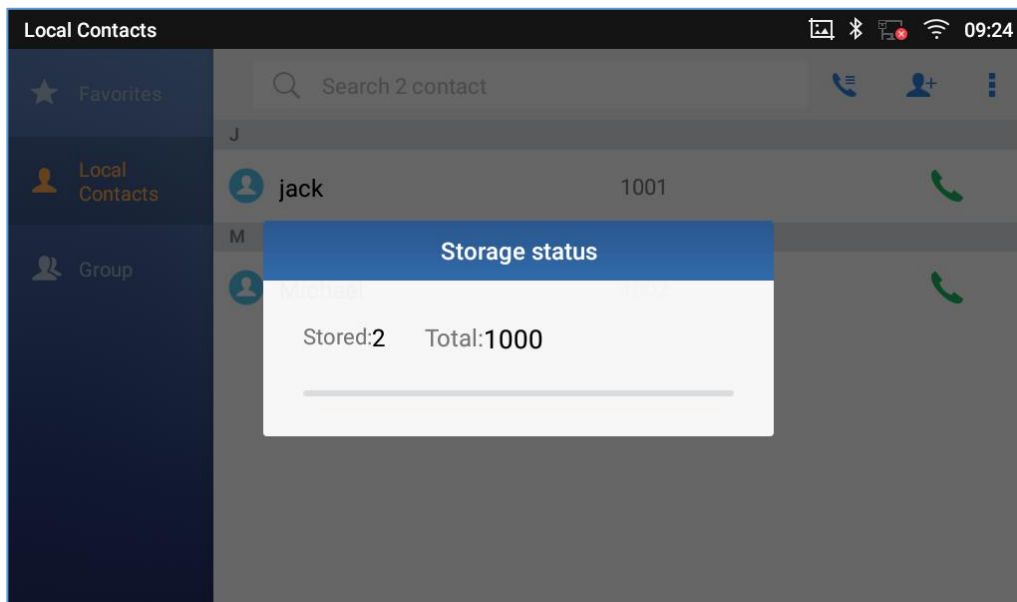 Local Contacts 09:24
Favorites
Search 2 contact
J
Local
Contacts
jack 1001
M
Storage status
Group
Michael
Stored:2 Total:1000